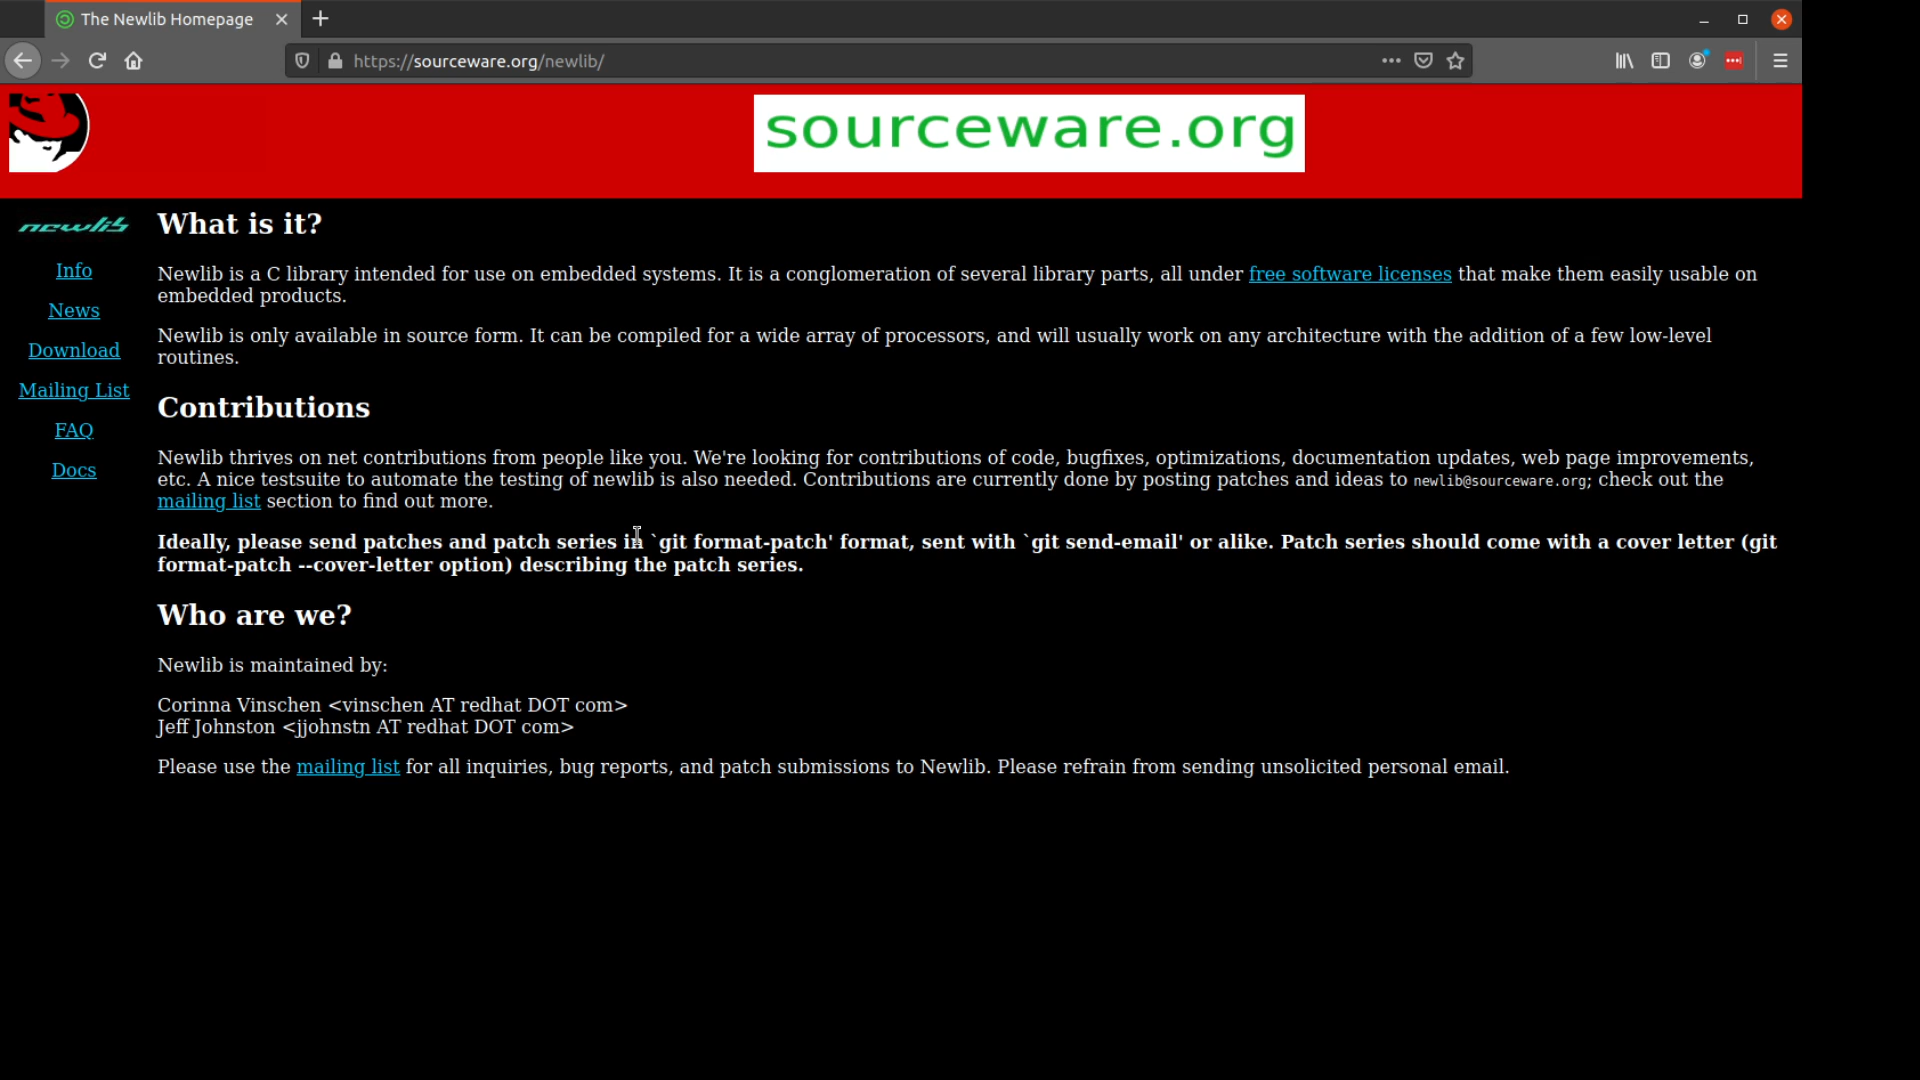 The Newlib Homepage
https://sourceware.org/newlib/
sourceware.org
newlib
Info
News
Download
Mailing List
FAQ
Docs
What is it?
Newlib is a C library intended for use on embedded systems. It is a conglomeration of several library parts, all under free software licenses that make them easily usable on
embedded products.
Newlib is only available in source form. It can be compiled for a wide array of processors, and will usually work on any architecture with the addition of a few low-level
routines.
Contributions
Newlib thrives on net contributions from people like you. We're looking for contributions of code, bugfixes, optimizations, documentation updates, web page improvements,
etc. A nice testsuite to automate the testing of newlib is also needed. Contributions are currently done by posting patches and ideas to newlib@sourceware.org; check out the
mailing list section to find out more.
Ideally, please send patches and patch series in `git format-patch' format, sent with `git send-email' or alike. Patch series should come with a cover letter (git
format-patch --cover-letter option) describing the patch series.
Who are we?
Newlib is maintained by:
Corinna Vinschen <vinschen AT redhat DOT com>
Jeff Johnston <jjohnstn AT redhat DOT com>
Please use the mailing list for all inquiries, bug reports, and patch submissions to Newlib. Please refrain from sending unsolicited personal email.